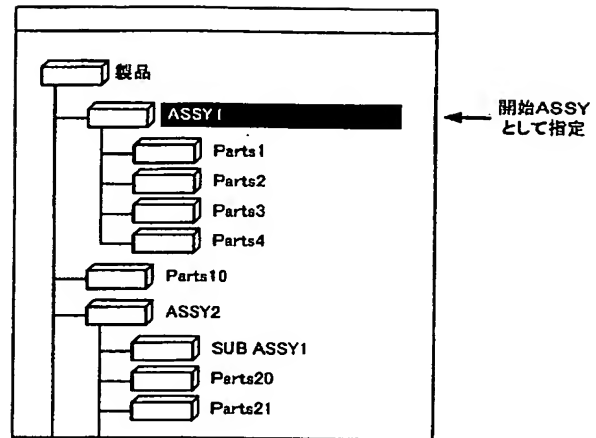 製品
ASSY1
開始ASSY
として指定
Parts1
Parts2
Parts3
Parts4
Parts10
ASSY2
SUB ASSY1
Parts20
Parts21